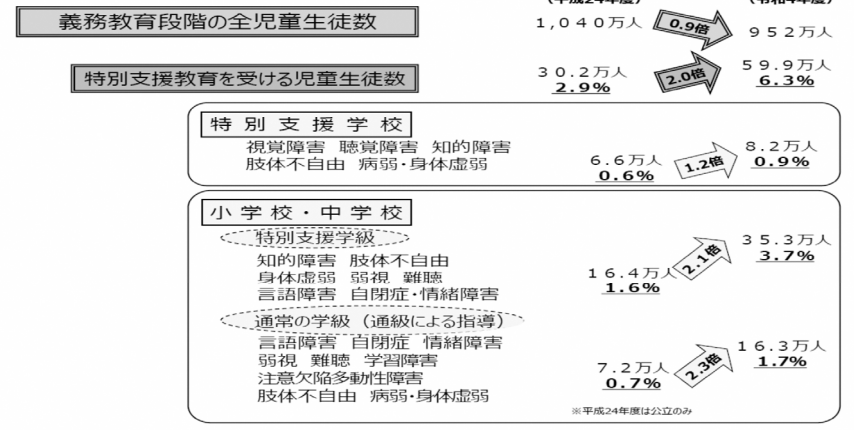 (平成24年度) (令和4年度)
義務教育段階の全児童生徒数 1,040万人 0.9倍 952万人
特別支援教育を受ける児童生徒数 30.2万人 2.0倍 59.9万人
2.9% 6.3%
特別支援学校
視覚障害 聴覚障害 知的障害
肢体不自由 病弱・身体虚弱
6.6万人 1.2倍 8.2万人
0.6% 0.9%
小学校・中学校
特別支援学級
知的障害 肢体不自由
身体虚弱 弱視 難聴
言語障害 自閉症・情緒障害
16.4万人 2.1倍 35.3万人
1.6% 3.7%
通常の学級（通級による指導）
言語障害 自閉症 情緒障害
弱視 難聴 学習障害
注意欠陥多動性障害
肢体不自由 病弱・身体虚弱
7.2万人 2.3倍 16.3万人
0.7% 1.7%
※平成24年度は公立のみ